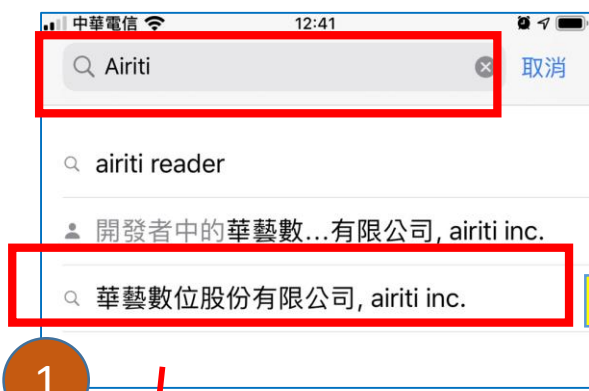 中華電信 12:41
Airiti 取消
airiti reader
開發者中的華藝數...有限公司, airiti inc.
華藝數位股份有限公司, airiti inc.
1